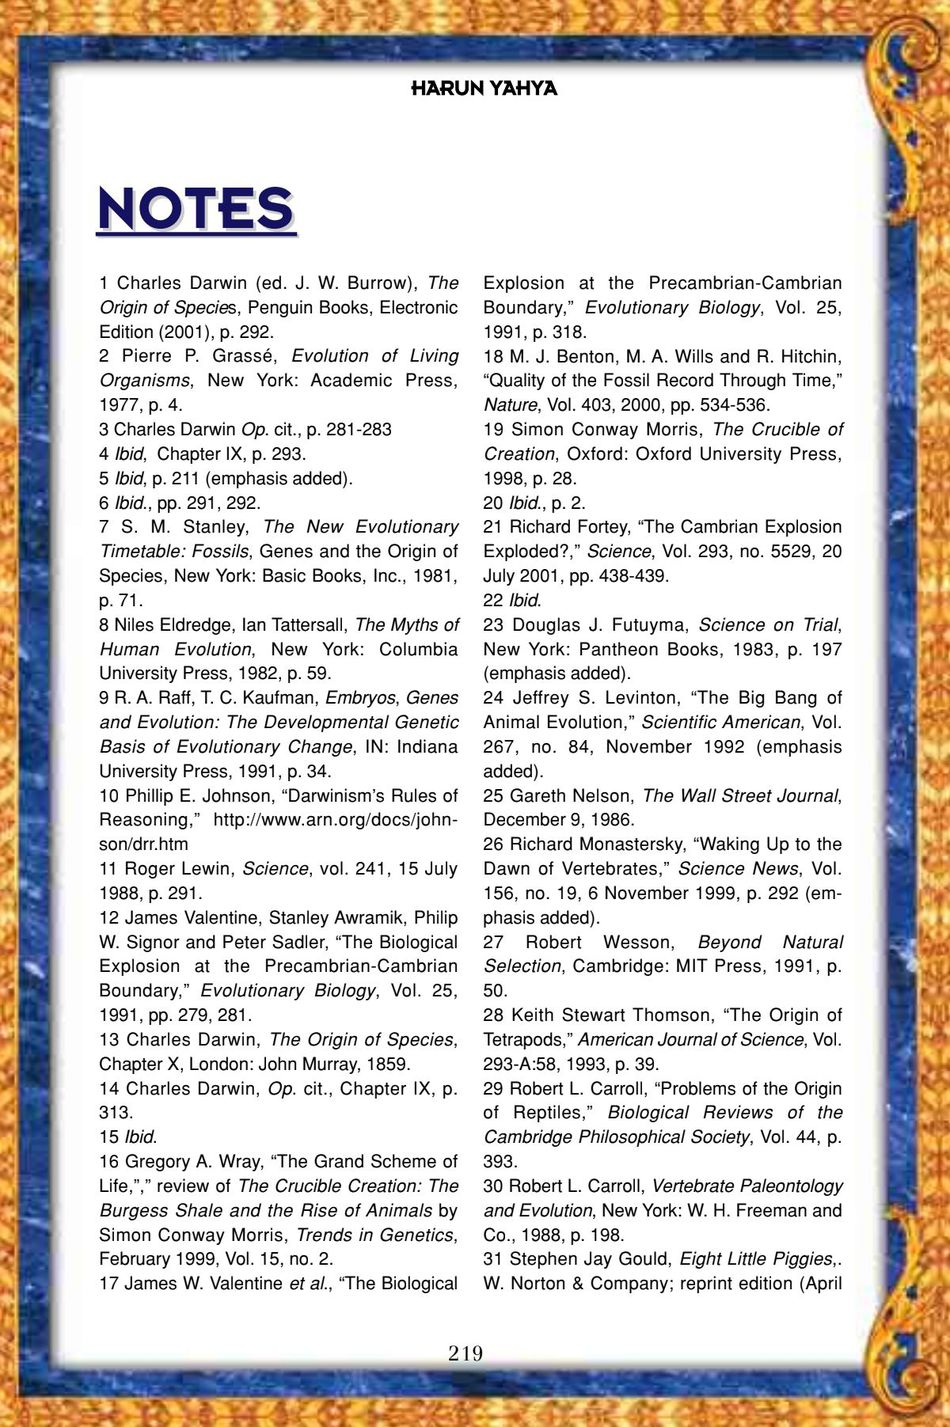 HARUN YAHYA
NOTES
1 Charles Darwin (ed. J. W. Burrow), The
Origin of Species, Penguin Books, Electronic
Edition (2001), p. 292.
2 Pierre P. Grassé, Evolution of Living
Organisms, New York: Academic Press,
1977, p. 4.
3 Charles Darwin Op. cit., p. 281-283
4 Ibid, Chapter IX, p. 293.
5 Ibid, p. 211 (emphasis added).
6 Ibid., pp. 291, 292.
7 S. M. Stanley, The New Evolutionary
Timetable: Fossils, Genes and the Origin of
Species, New York: Basic Books, Inc., 1981,
p. 71.
8 Niles Eldredge, Ian Tattersall, The Myths of
Human Evolution, New York: Columbia
University Press, 1982, p. 59.
9 R. A. Raff, T. C. Kaufman, Embryos, Genes
and Evolution: The Developmental Genetic
Basis of Evolutionary Change, IN: Indiana
University Press, 1991, p. 34.
10 Phillip E. Johnson, “Darwinism’s Rules of
Reasoning,” http://www.arn.org/docs/john-
son/drr.htm
11 Roger Lewin, Science, vol. 241, 15 July
1988, p. 291.
12 James Valentine, Stanley Awramik, Philip
W. Signor and Peter Sadler, “The Biological
Explosion at the Precambrian-Cambrian
Boundary,” Evolutionary Biology, Vol. 25,
1991, pp. 279, 281.
13 Charles Darwin, The Origin of Species,
Chapter X, London: John Murray, 1859.
14 Charles Darwin, Op. cit., Chapter IX, p.
313.
15 Ibid.
16 Gregory A. Wray, “The Grand Scheme of
Life,”,” review of The Crucible Creation: The
Burgess Shale and the Rise of Animals by
Simon Conway Morris, Trends in Genetics,
February 1999, Vol. 15, no. 2.
17 James W. Valentine et al., “The Biological
Explosion at the Precambrian-Cambrian
Boundary,” Evolutionary Biology, Vol. 25,
1991, p. 318.
18 M. J. Benton, M. A. Wills and R. Hitchin,
“Quality of the Fossil Record Through Time,”
Nature, Vol. 403, 2000, pp. 534-536.
19 Simon Conway Morris, The Crucible of
Creation, Oxford: Oxford University Press,
1998, p. 28.
20 Ibid., p. 2.
21 Richard Fortey, “The Cambrian Explosion
Exploded?,” Science, Vol. 293, no. 5529, 20
July 2001, pp. 438-439.
22 Ibid.
23 Douglas J. Futuyma, Science on Trial,
New York: Pantheon Books, 1983, p. 197
(emphasis added).
24 Jeffrey S. Levinton, “The Big Bang of
Animal Evolution,” Scientific American, Vol.
267, no. 84, November 1992 (emphasis
added).
25 Gareth Nelson, The Wall Street Journal,
December 9, 1986.
26 Richard Monastersky, “Waking Up to the
Dawn of Vertebrates,” Science News, Vol.
156, no. 19, 6 November 1999, p. 292 (em-
phasis added).
27 Robert Wesson, Beyond Natural
Selection, Cambridge: MIT Press, 1991, p.
50.
28 Keith Stewart Thomson, “The Origin of
Tetrapods,” American Journal of Science, Vol.
293-A:58, 1993, p. 39.
29 Robert L. Carroll, “Problems of the Origin
of Reptiles,” Biological Reviews of the
Cambridge Philosophical Society, Vol. 44, p.
393.
30 Robert L. Carroll, Vertebrate Paleontology
and Evolution, New York: W. H. Freeman and
Co., 1988, p. 198.
31 Stephen Jay Gould, Eight Little Piggies,.
W. Norton & Company; reprint edition (April
219